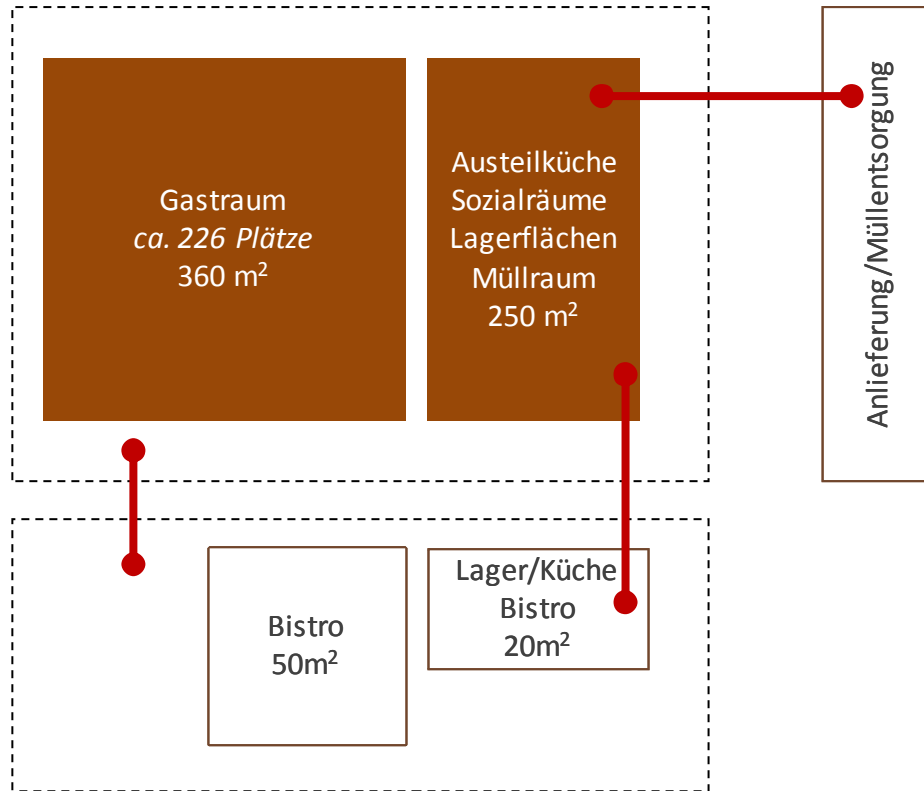 Gastraum
ca. 226 Plätze
360 m²
Austeilküche
Sozialräume
Lagerflächen
Müllraum
250 m²
Anlieferung/Müllentsorgung
Bistro
50m²
Lager/Küche
Bistro
20m²